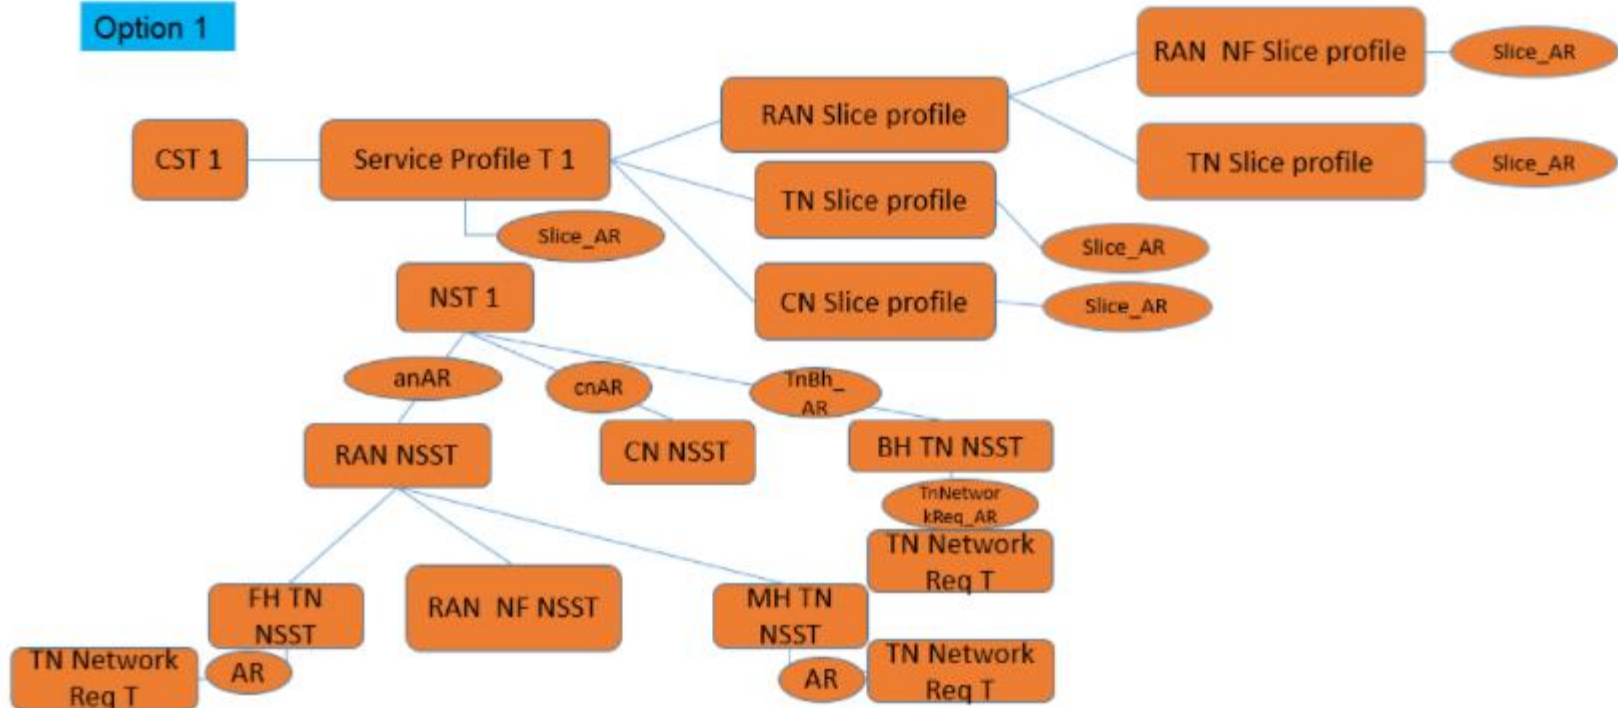 Option 1
RAN NF Slice profile
Slice_AR
RAN Slice profile
CST 1
Service Profile T 1
TN Slice profile
Slice_AR
TN Slice profile
Slice_AR
Slice_AR
NST 1
CN Slice profile
Slice_AR
anAR
cnAR
TnBh_
AR
RAN NSST
CN NSST
BH TN NSST
TnNetwor
kReq_AR
TN Network
Req T
FH TN
NSST
RAN NF NSST
MH TN
NSST
TN Network
Req T
AR
AR
TN Network
Req T